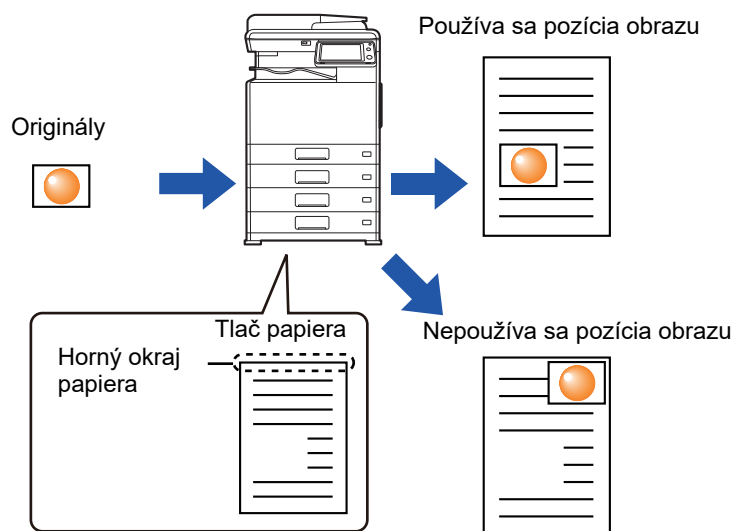 Používa sa pozícia obrazu
Originály
Tlač papiera
Horný okraj
papiera
Nepoužíva sa pozícia obrazu